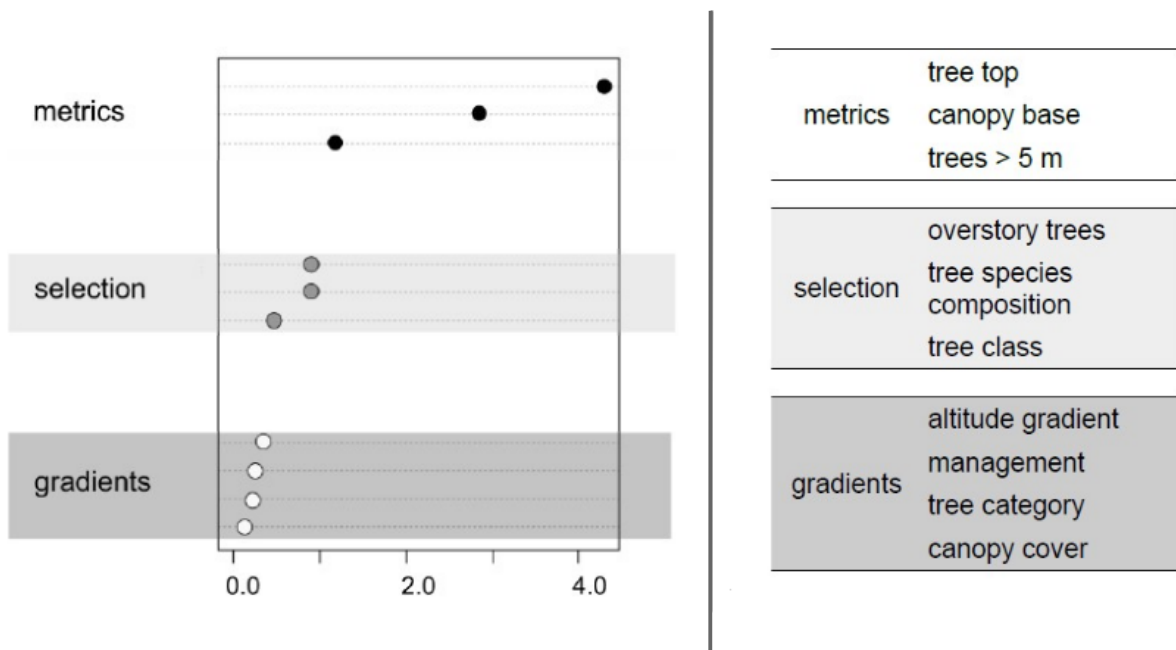 metrics
selection
gradients
0.0 2.0 4.0
metrics
tree top
canopy base
trees > 5 m
selection
overstory trees
tree species
composition
tree class
gradients
altitude gradient
management
tree category
canopy cover